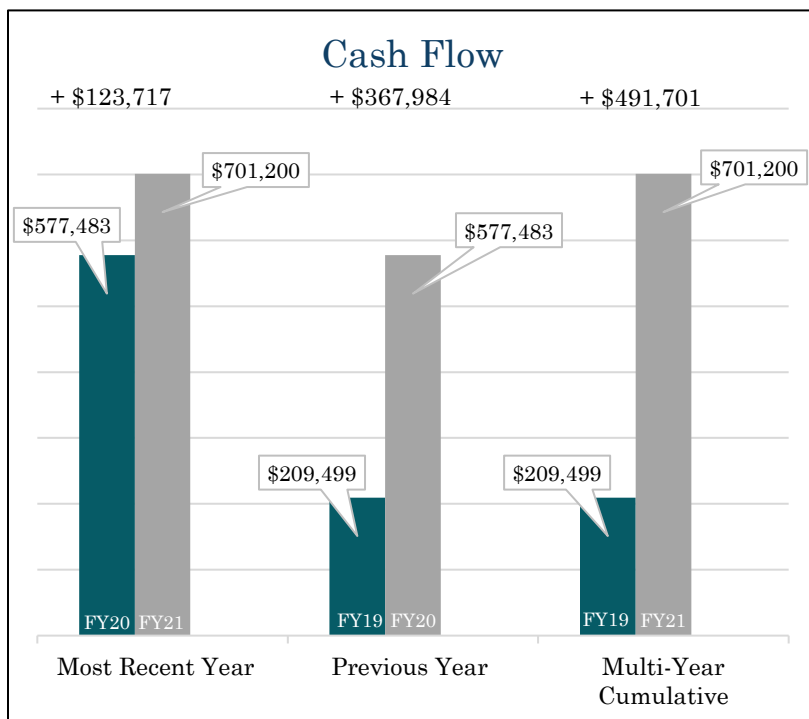 Cash Flow
+ $123,717
+ $367,984
+ $491,701
$701,200
$701,200
$577,483
$577,483
$209,499
$209,499
FY20
FY21
FY19
FY20
FY19
FY21
Most Recent Year
Previous Year
Multi-Year
Cumulative